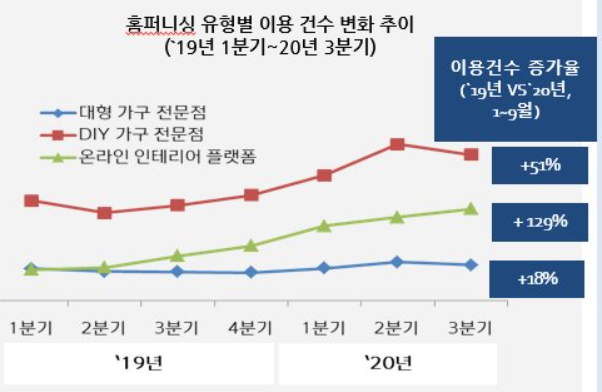 홈퍼니싱 유형별 이용 건수 변화 추이
(`19년 1분기~20년 3분기)
이용건수 증가율
(`19년 VS`20년,
1~9월)
대형 가구 전문점
DIY 가구 전문점
온라인 인테리어 플랫폼
+51%
+ 129%
+18%
1분기 2분기 3분기 4분기 1분기 2분기 3분기
`19년 `20년